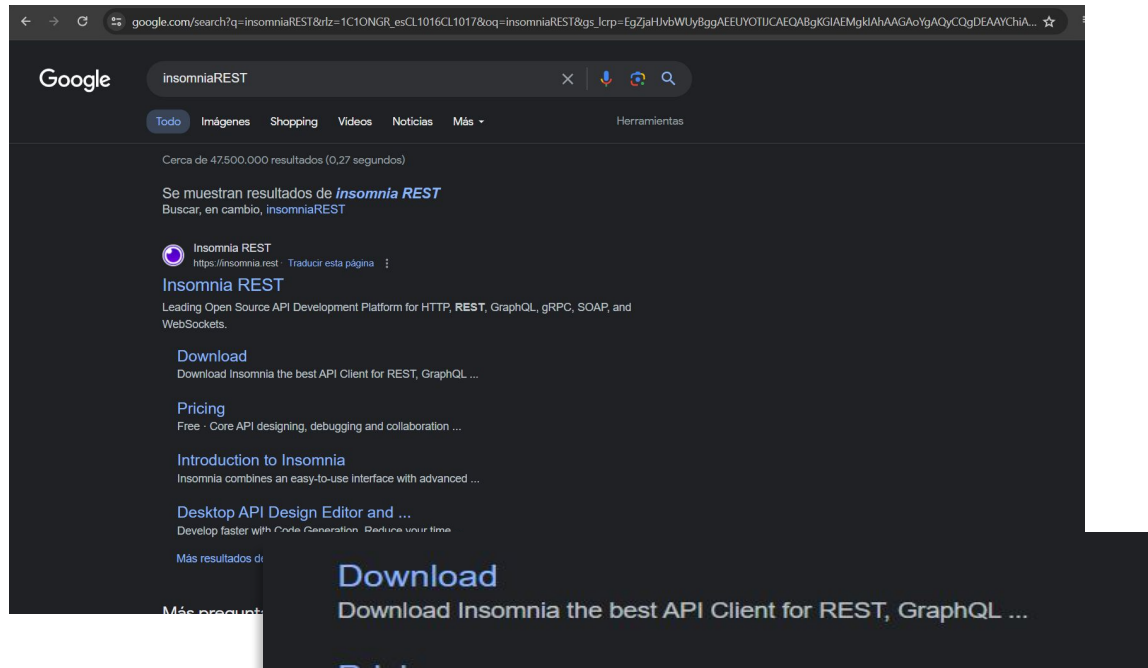 google.com/search?q=insomniaREST&rlz=1C1ONGR_esCL1016CL1017&oq=insomniaREST&gs_lcrp=EgZjaHJvbWUyBggAEEUYOTIJCAEQABgKGIAEMgkIAhAAGAoYgAQyCQgDEAAYChiA...
Google
insomniaREST
Todo Imágenes Shopping Videos Noticias Más Herramientas
Cerca de 47.500.000 resultados (0,27 segundos)
Se muestran resultados de insomnia REST
Buscar, en cambio, insomniaREST
Insomnia REST
https://insomnia.rest · Traducir esta página
Insomnia REST
Leading Open Source API Development Platform for HTTP, REST, GraphQL, gRPC, SOAP, and
WebSockets.
Download
Download Insomnia the best API Client for REST, GraphQL ...
Pricing
Free · Core API designing, debugging and collaboration ...
Introduction to Insomnia
Insomnia combines an easy-to-use interface with advanced ...
Desktop API Design Editor and ...
Develop faster with Code Generation. Reduce your time
Más resultados de
Más pregunt
Download
Download Insomnia the best API Client for REST, GraphQL ...